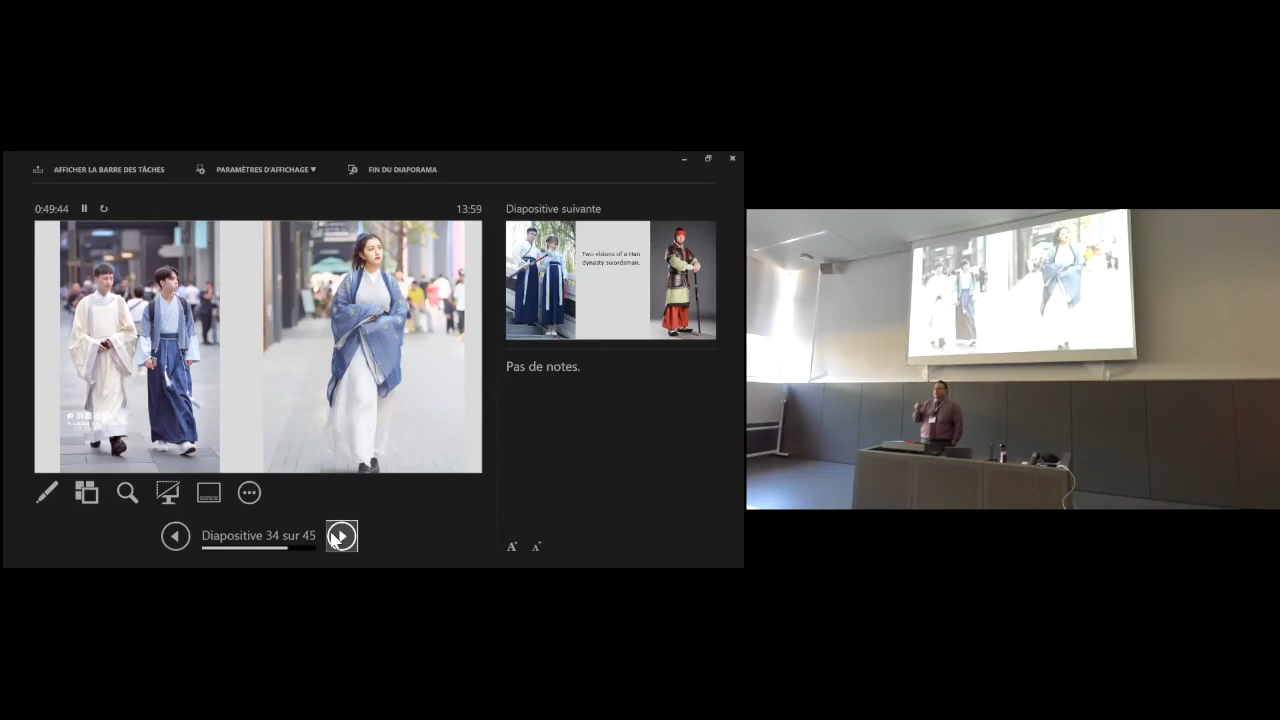 AFFICHER LA BARRE DES TÂCHES
PARAMÈTRES D'AFFICHAGE ▼
FIN DU DIAPORAMA
0:49:44
13:59
Diapositive suivante
Two visions of a Han
dynasty swordsman.
Pas de notes.
Diapositive 34 sur 45
A
A